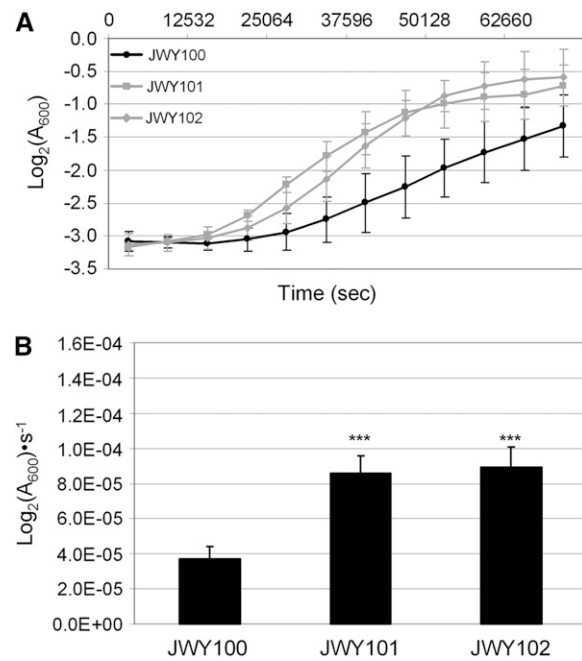 A
0 12532 25064 37596 50128 62660
0.0
-0.5
-1.0
-1.5
-2.0
-2.5
-3.0
-3.5
Log₂(A₆₀₀)
JWY100
JWY101
JWY102
Time (sec)
B
1.6E-04
1.4E-04
1.2E-04
1.0E-04
8.0E-05
6.0E-05
4.0E-05
2.0E-05
0.0E+00
Log₂(A₆₀₀)•s⁻¹
*** ***
JWY100 JWY101 JWY102